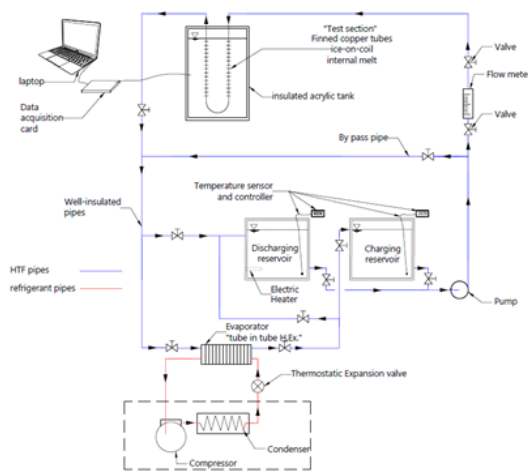 "Test section"
Finned copper tubes
ice-on-coil
internal melt
insulated acrylic tank
laptop
Data
acquisition
card
Valve
Flow meter
Valve
By pass pipe
Temperature sensor
and controller
Well-insulated
pipes
HTF pipes
refrigerant pipes
Discharging
reservoir
Charging
reservoir
Electric
Heater
Pump
Evaporator
"tube in tube H.Ex."
Thermostatic Expansion valve
Condenser
Compressor